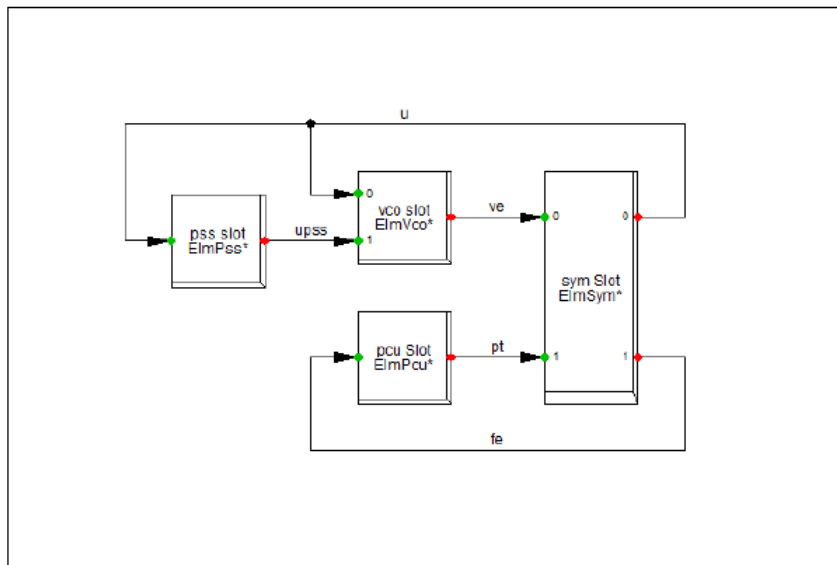 u
0
vco slot
ElmVco*
1
ve
0
0
pss slot
ElmPss*
upss
sym Slot
ElmSym*
pcu Slot
ElmPcu*
pt
1
1
fe